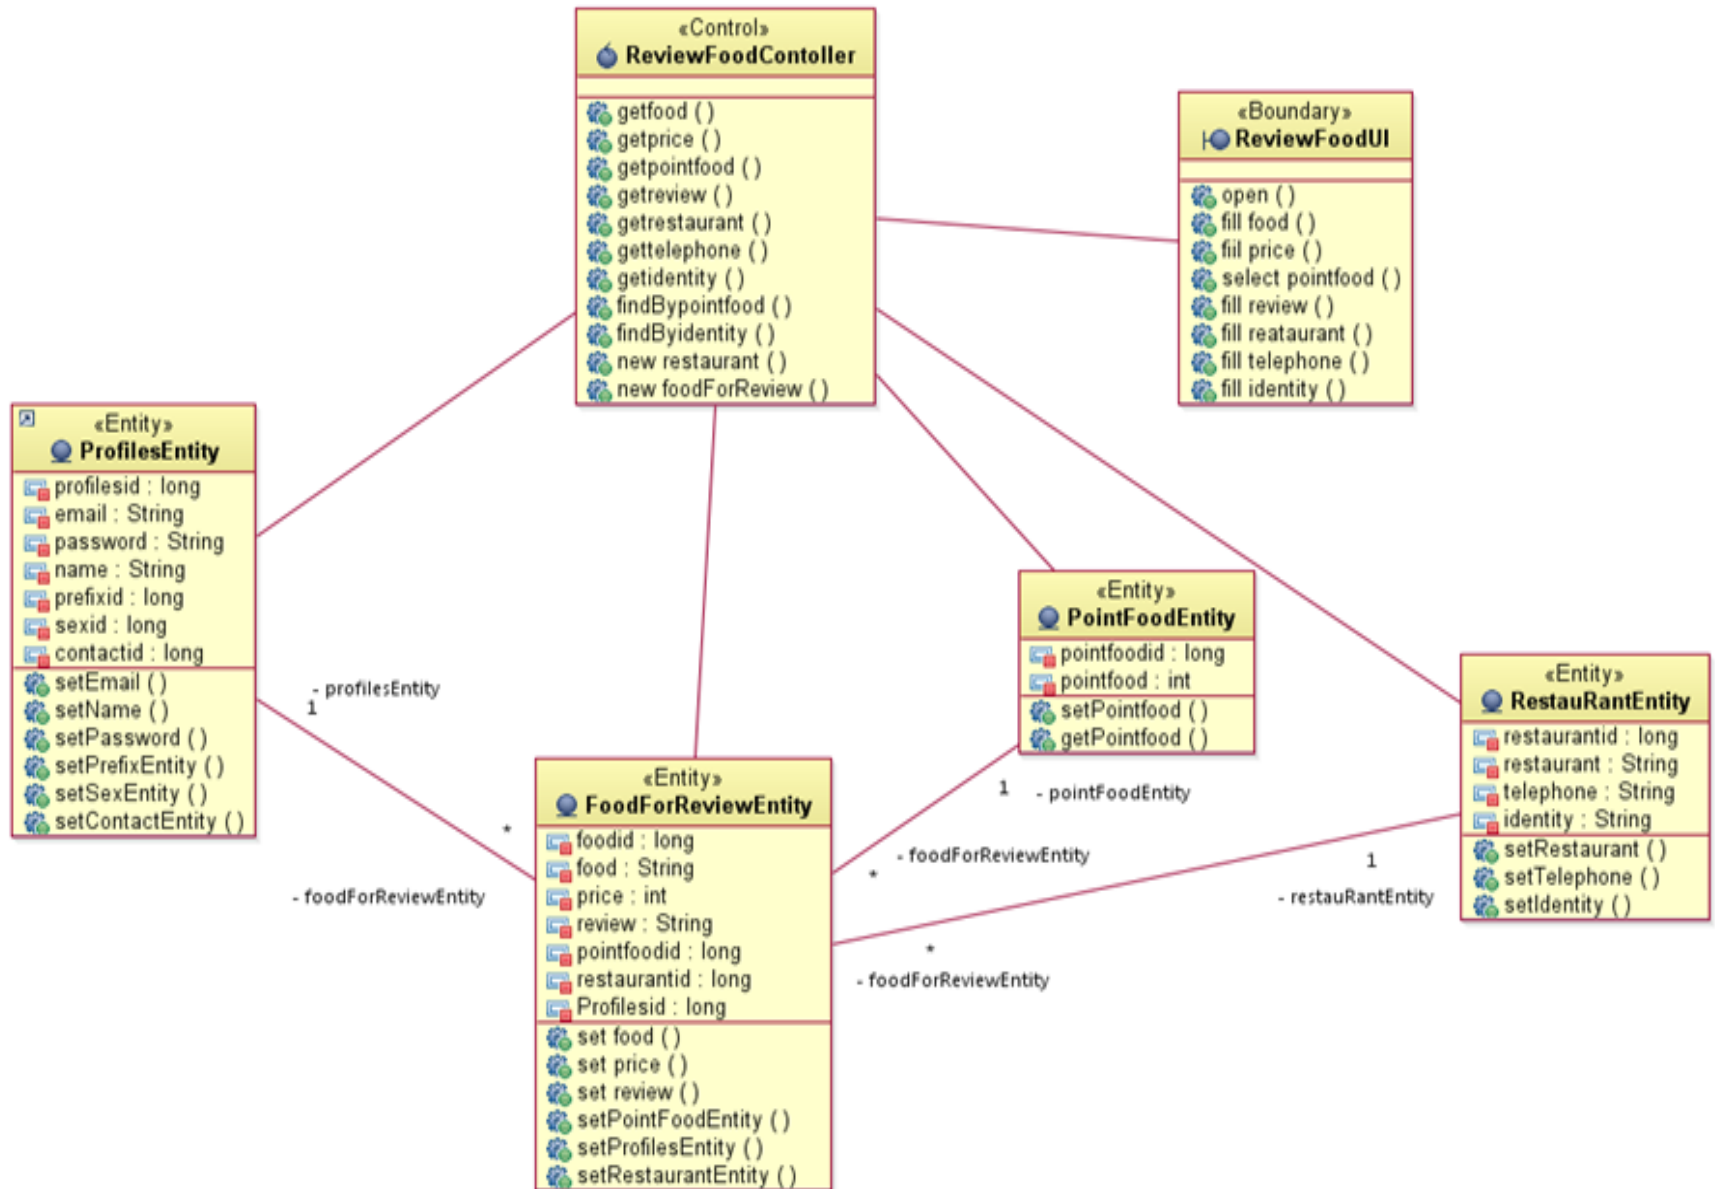 «Control»
ReviewFoodContoller
getfood ( )
getprice ( )
getpointfood ( )
getreview ( )
getrestaurant ( )
gettelephone ( )
getidentity ( )
findBypointfood ( )
findByidentity ( )
new restaurant ( )
new foodForReview ( )
«Boundary»
ReviewFoodUI
open ( )
fill food ( )
fiil price ( )
select pointfood ( )
fill review ( )
fill reataurant ( )
fill telephone ( )
fill identity ( )
«Entity»
ProfilesEntity
profilesid : long
email : String
password : String
name : String
prefixid : long
sexid : long
contactid : long
setEmail ( )
setName ( )
setPassword ( )
setPrefixEntity ( )
setSexEntity ( )
setContactEntity ( )
- profilesEntity
1
*
- foodForReviewEntity
«Entity»
PointFoodEntity
pointfoodid : long
pointfood : int
setPointfood ( )
getPointfood ( )
1
- pointFoodEntity
- foodForReviewEntity
*
«Entity»
RestauRantEntity
restaurantid : long
restaurant : String
telephone : String
identity : String
setRestaurant ( )
setTelephone ( )
setIdentity ( )
1
- restauRantEntity
*
- foodForReviewEntity
«Entity»
FoodForReviewEntity
foodid : long
food : String
price : int
review : String
pointfoodid : long
restaurantid : long
Profilesid : long
set food ( )
set price ( )
set review ( )
setPointFoodEntity ( )
setProfilesEntity ( )
setRestaurantEntity ( )